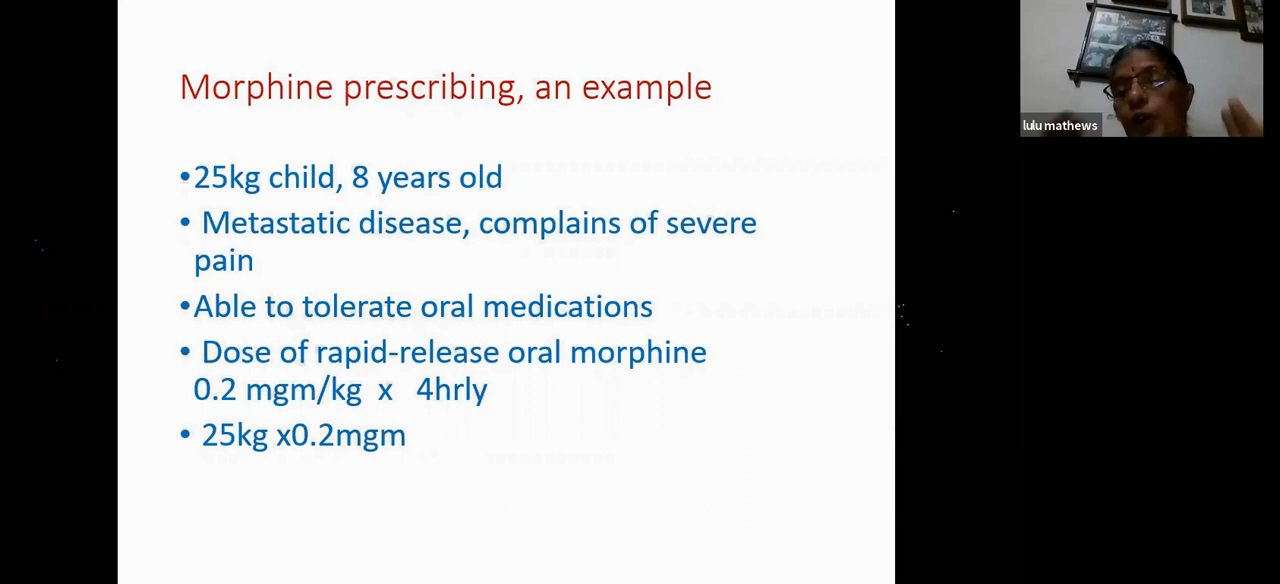 Morphine prescribing, an example
•25kg child, 8 years old
• Metastatic disease, complains of severe
pain
•Able to tolerate oral medications
• Dose of rapid-release oral morphine
0.2 mgm/kg x 4hrly
• 25kg x0.2mgm
lulu mathews